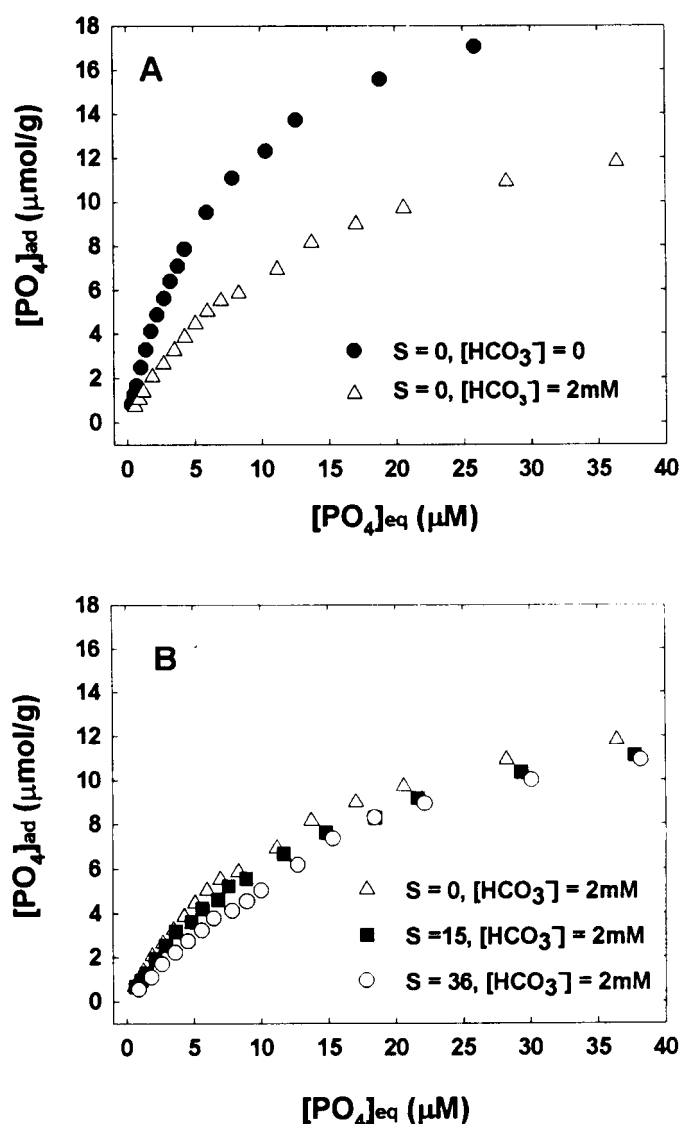 18
16
14
12
10
8
6
4
2
0
A
[PO4]ad (μmol/g)
● S = 0, [HCO3-] = 0
△ S = 0, [HCO3-] = 2mM
0 5 10 15 20 25 30 35 40
[PO4]eq (μM)
18
16
14
12
10
8
6
4
2
0
B
[PO4]ad (μmol/g)
△ S = 0, [HCO3-] = 2mM
■ S =15, [HCO3-] = 2mM
○ S = 36, [HCO3-] = 2mM
0 5 10 15 20 25 30 35 40
[PO4]eq (μM)